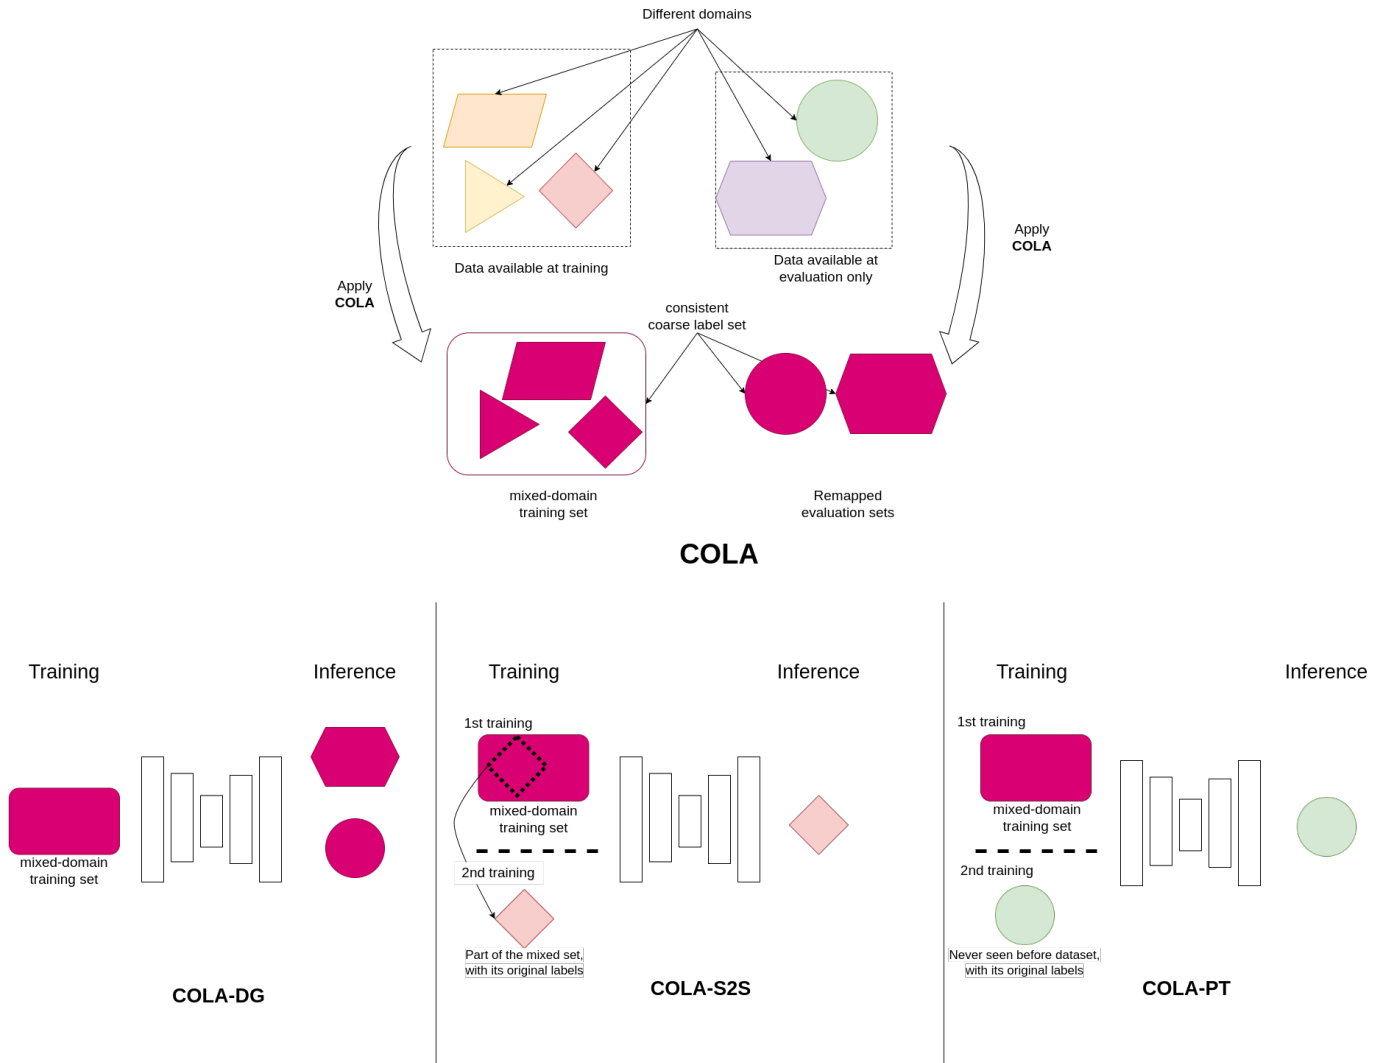 Different domains
Data available at training
Data available at
evaluation only
Apply
COLA
Apply
COLA
consistent
coarse label set
mixed-domain
training set
Remapped
evaluation sets
COLA
Training
Inference
mixed-domain
training set
COLA-DG
Training
Inference
1st training
mixed-domain
training set
2nd training
Part of the mixed set,
with its original labels
COLA-S2S
Training
Inference
1st training
mixed-domain
training set
2nd training
Never seen before dataset,
with its original labels
COLA-PT